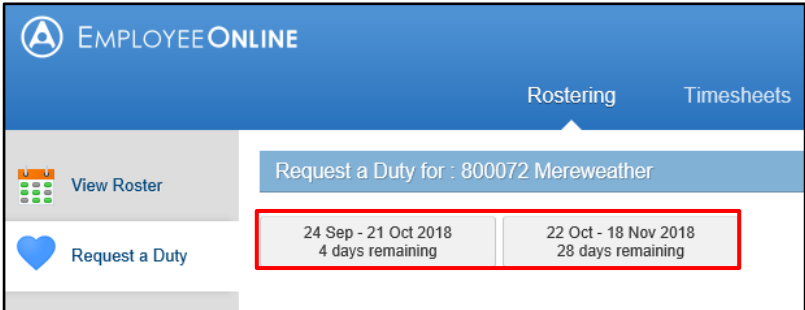 EMPLOYEEONLINE
Rostering
Timesheets
View Roster
Request a Duty
Request a Duty for : 800072 Mereweather
24 Sep - 21 Oct 2018
4 days remaining
22 Oct - 18 Nov 2018
28 days remaining